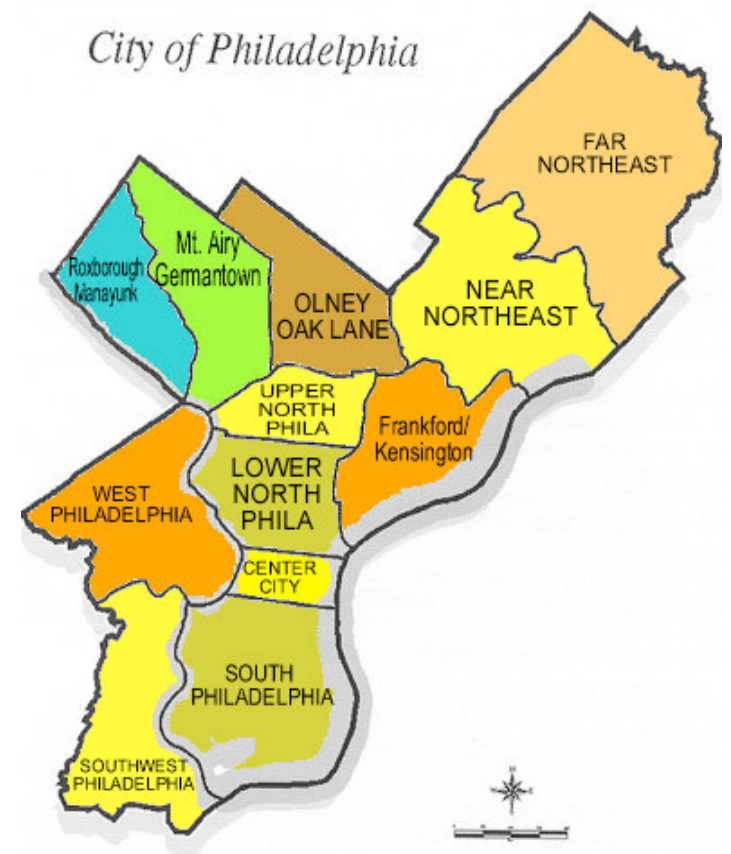 City of Philadelphia
FAR
NORTHEAST
Mt. Airy
Germantown
Roxborough
Manayunk
OLNEY
OAK LANE
NEAR
NORTHEAST
UPPER
NORTH
PHILA
Frankford/
Kensington
LOWER
NORTH
PHILA
WEST
PHILADELPHIA
CENTER
CITY
SOUTH
PHILADELPHIA
SOUTHWEST
PHILADELPHIA